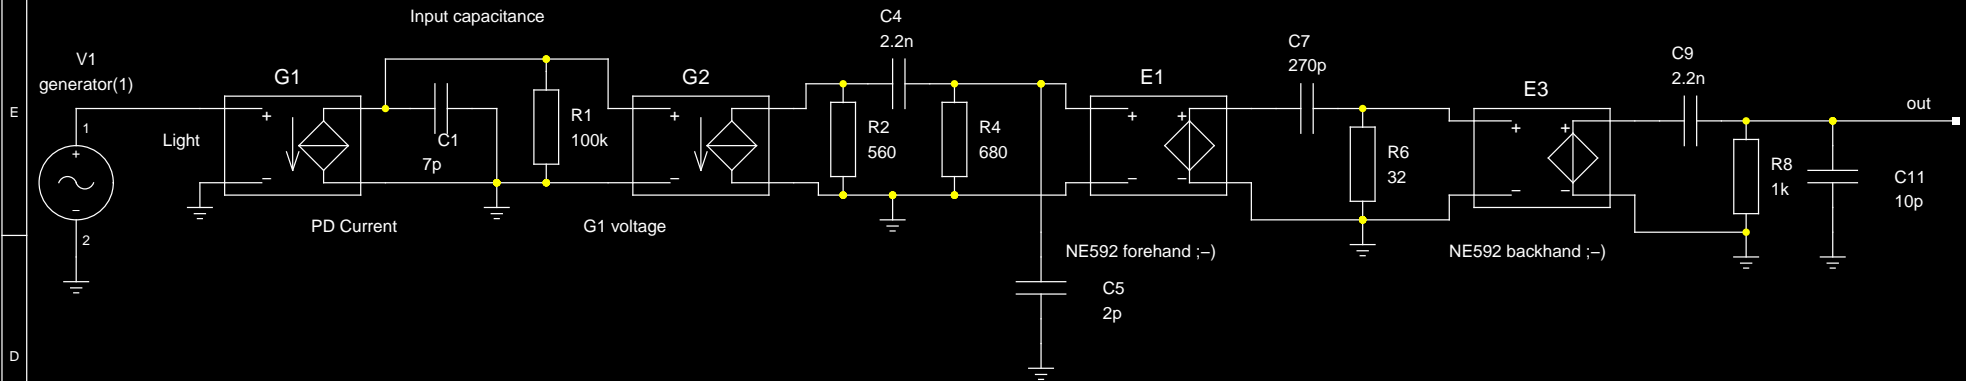 Input capacitance
C4
2.2n
V1
generator(1)
G1
G2
C7
270p
E1
C9
2.2n
E3
E
1
+
Light
+
−
C1
7p
R1
100k
+
−
R2
560
R4
680
+
−
+
−
R6
32
+
−
+
−
out
R8
1k
C11
10p
−
2
PD Current
G1 voltage
NE592 forehand ;−)
NE592 backhand ;−)
C5
2p
D